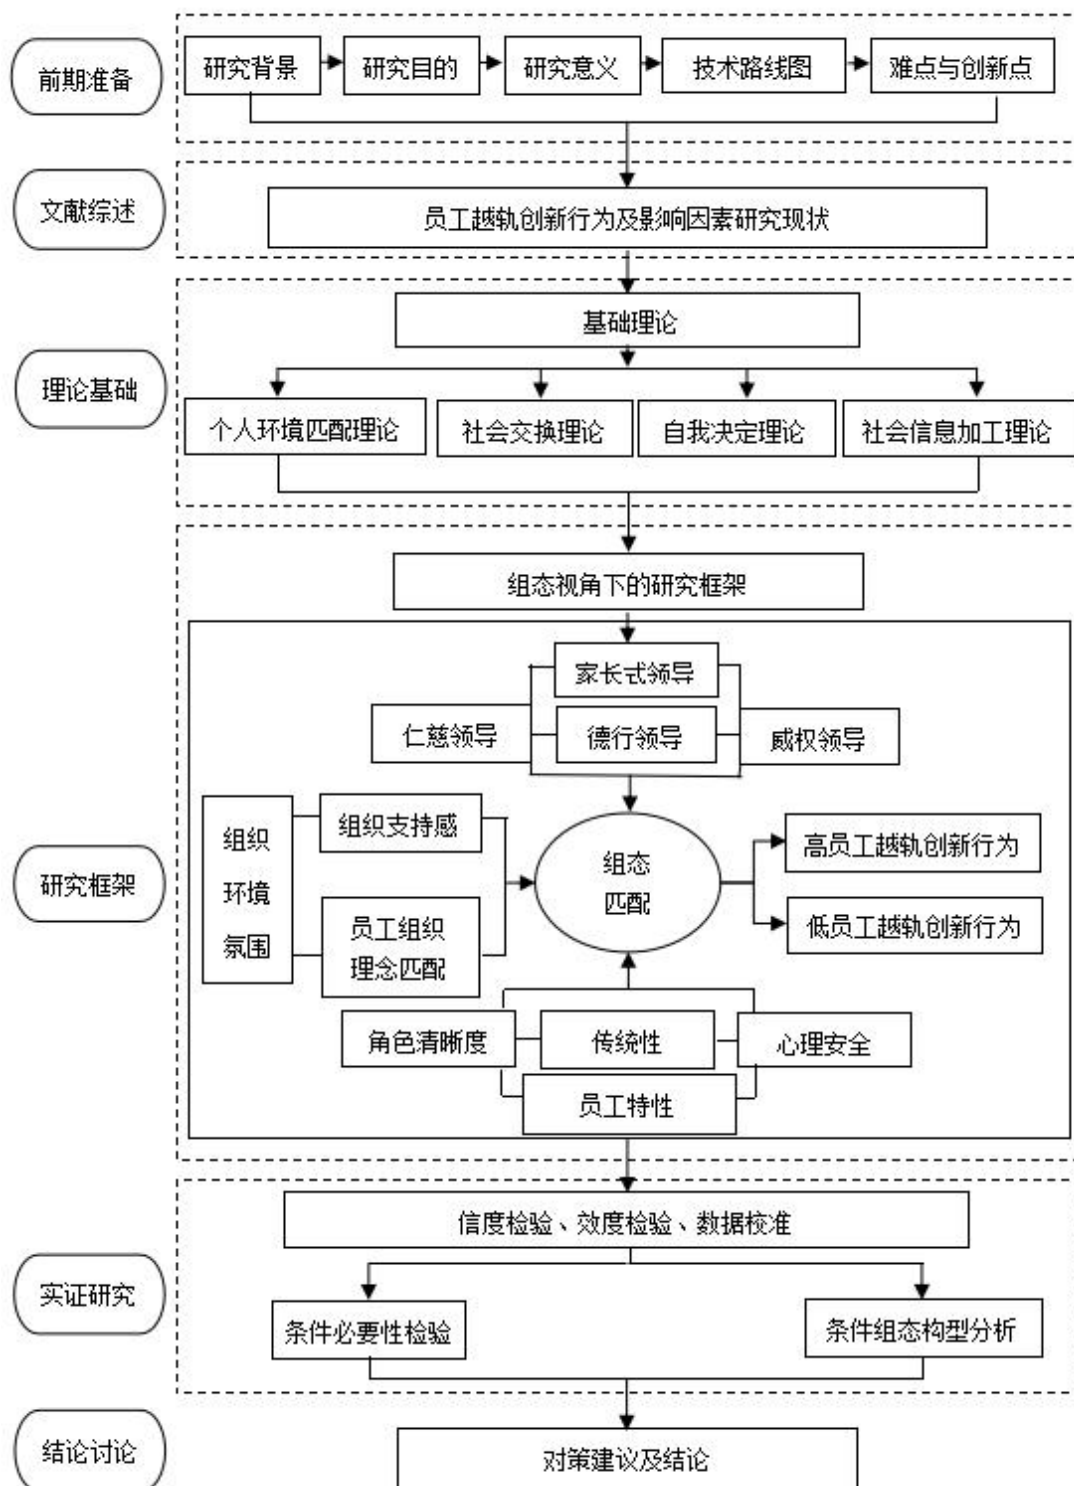 前期准备
研究背景
研究目的
研究意义
技术路线图
难点与创新点
文献综述
员工越轨创新行为及影响因素研究现状
理论基础
基础理论
个人环境匹配理论
社会交换理论
自我决定理论
社会信息加工理论
研究框架
组态视角下的研究框架
家长式领导
仁慈领导
德行领导
威权领导
组织
环境
氛围
组织支持感
员工组织
理念匹配
组态
匹配
高员工越轨创新行为
低员工越轨创新行为
角色清晰度
传统性
心理安全
员工特性
实证研究
信度检验、效度检验、数据校准
条件必要性检验
条件组态构型分析
结论讨论
对策建议及结论